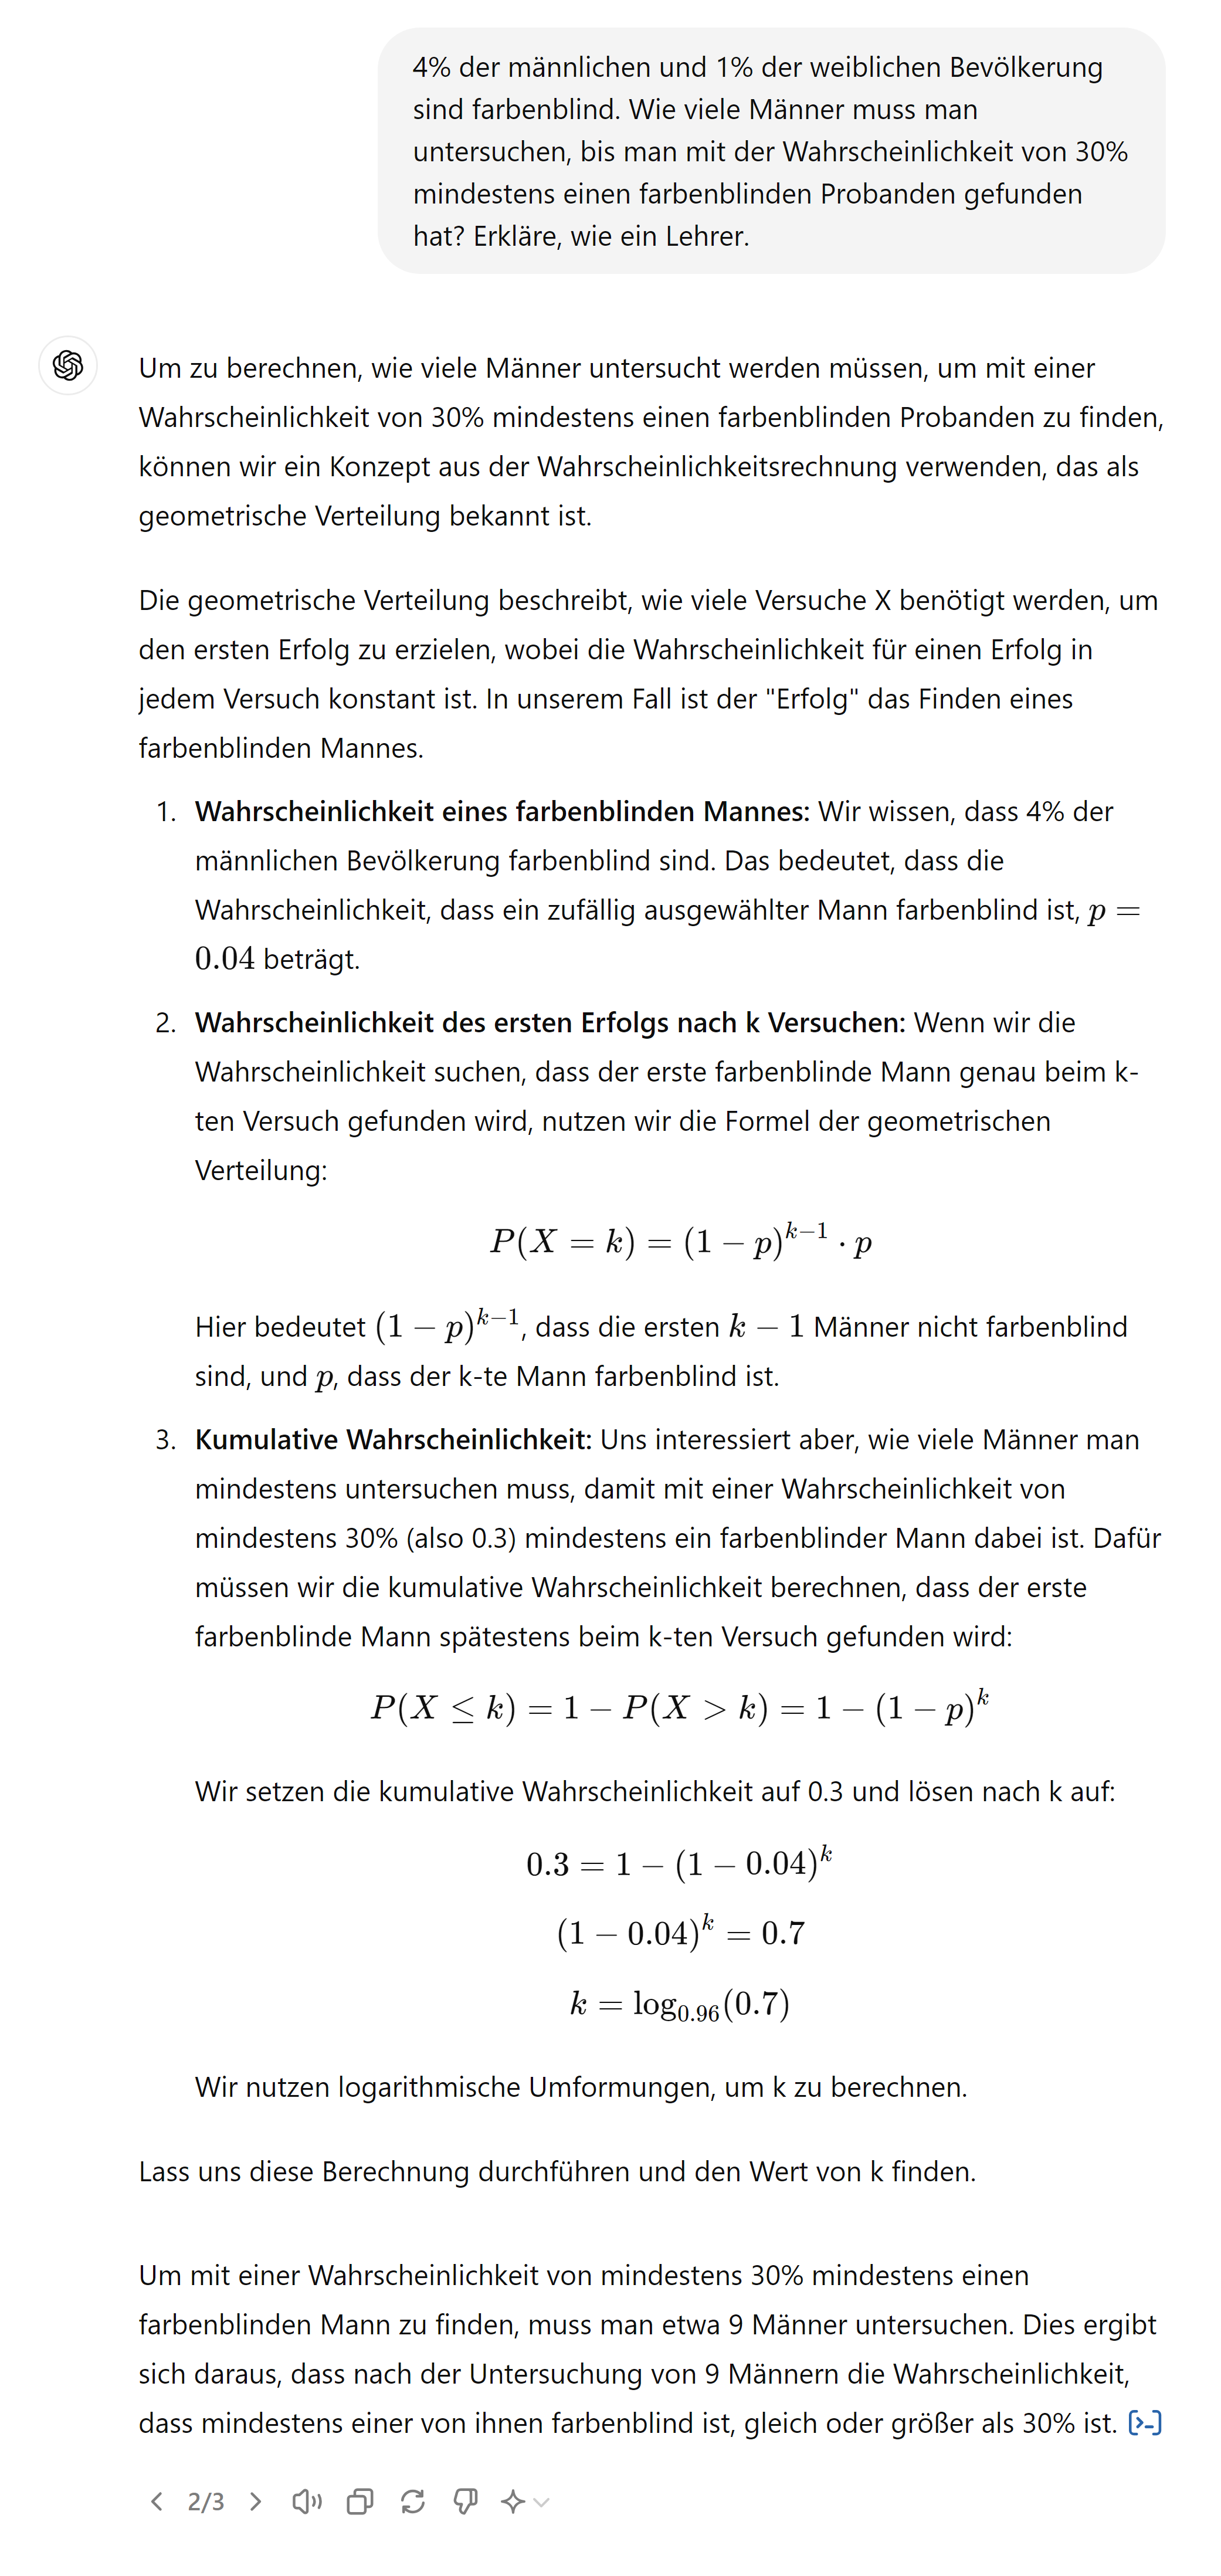 4% der männlichen und 1% der weiblichen Bevölkerung
sind farbenblind. Wie viele Männer muss man
untersuchen, bis man mit der Wahrscheinlichkeit von 30%
mindestens einen farbenblinden Probanden gefunden
hat? Erkläre, wie ein Lehrer.
Um zu berechnen, wie viele Männer untersucht werden müssen, um mit einer
Wahrscheinlichkeit von 30% mindestens einen farbenblinden Probanden zu finden,
können wir ein Konzept aus der Wahrscheinlichkeitsrechnung verwenden, das als
geometrische Verteilung bekannt ist.
Die geometrische Verteilung beschreibt, wie viele Versuche X benötigt werden, um
den ersten Erfolg zu erzielen, wobei die Wahrscheinlichkeit für einen Erfolg in
jedem Versuch konstant ist. In unserem Fall ist der "Erfolg" das Finden eines
farbenblinden Mannes.
1. Wahrscheinlichkeit eines farbenblinden Mannes: Wir wissen, dass 4% der
männlichen Bevölkerung farbenblind sind. Das bedeutet, dass die
Wahrscheinlichkeit, dass ein zufällig ausgewählter Mann farbenblind ist, p =
0.04 beträgt.
2. Wahrscheinlichkeit des ersten Erfolgs nach k Versuchen: Wenn wir die
Wahrscheinlichkeit suchen, dass der erste farbenblinde Mann genau beim k-
ten Versuch gefunden wird, nutzen wir die Formel der geometrischen
Verteilung:
P(X = k) = (1 − p)^{k−1} · p
Hier bedeutet (1 − p)^{k−1}, dass die ersten k − 1 Männer nicht farbenblind
sind, und p, dass der k-te Mann farbenblind ist.
3. Kumulative Wahrscheinlichkeit: Uns interessiert aber, wie viele Männer man
mindestens untersuchen muss, damit mit einer Wahrscheinlichkeit von
mindestens 30% (also 0.3) mindestens ein farbenblinder Mann dabei ist. Dafür
müssen wir die kumulative Wahrscheinlichkeit berechnen, dass der erste
farbenblinde Mann spätestens beim k-ten Versuch gefunden wird:
P(X ≤ k) = 1 − P(X > k) = 1 − (1 − p)^k
Wir setzen die kumulative Wahrscheinlichkeit auf 0.3 und lösen nach k auf:
0.3 = 1 − (1 − 0.04)^k
(1 − 0.04)^k = 0.7
k = log_{0.96}(0.7)
Wir nutzen logarithmische Umformungen, um k zu berechnen.
Lass uns diese Berechnung durchführen und den Wert von k finden.
Um mit einer Wahrscheinlichkeit von mindestens 30% mindestens einen
farbenblinden Mann zu finden, muss man etwa 9 Männer untersuchen. Dies ergibt
sich daraus, dass nach der Untersuchung von 9 Männern die Wahrscheinlichkeit,
dass mindestens einer von ihnen farbenblind ist, gleich oder größer als 30% ist. [>-]
2/3